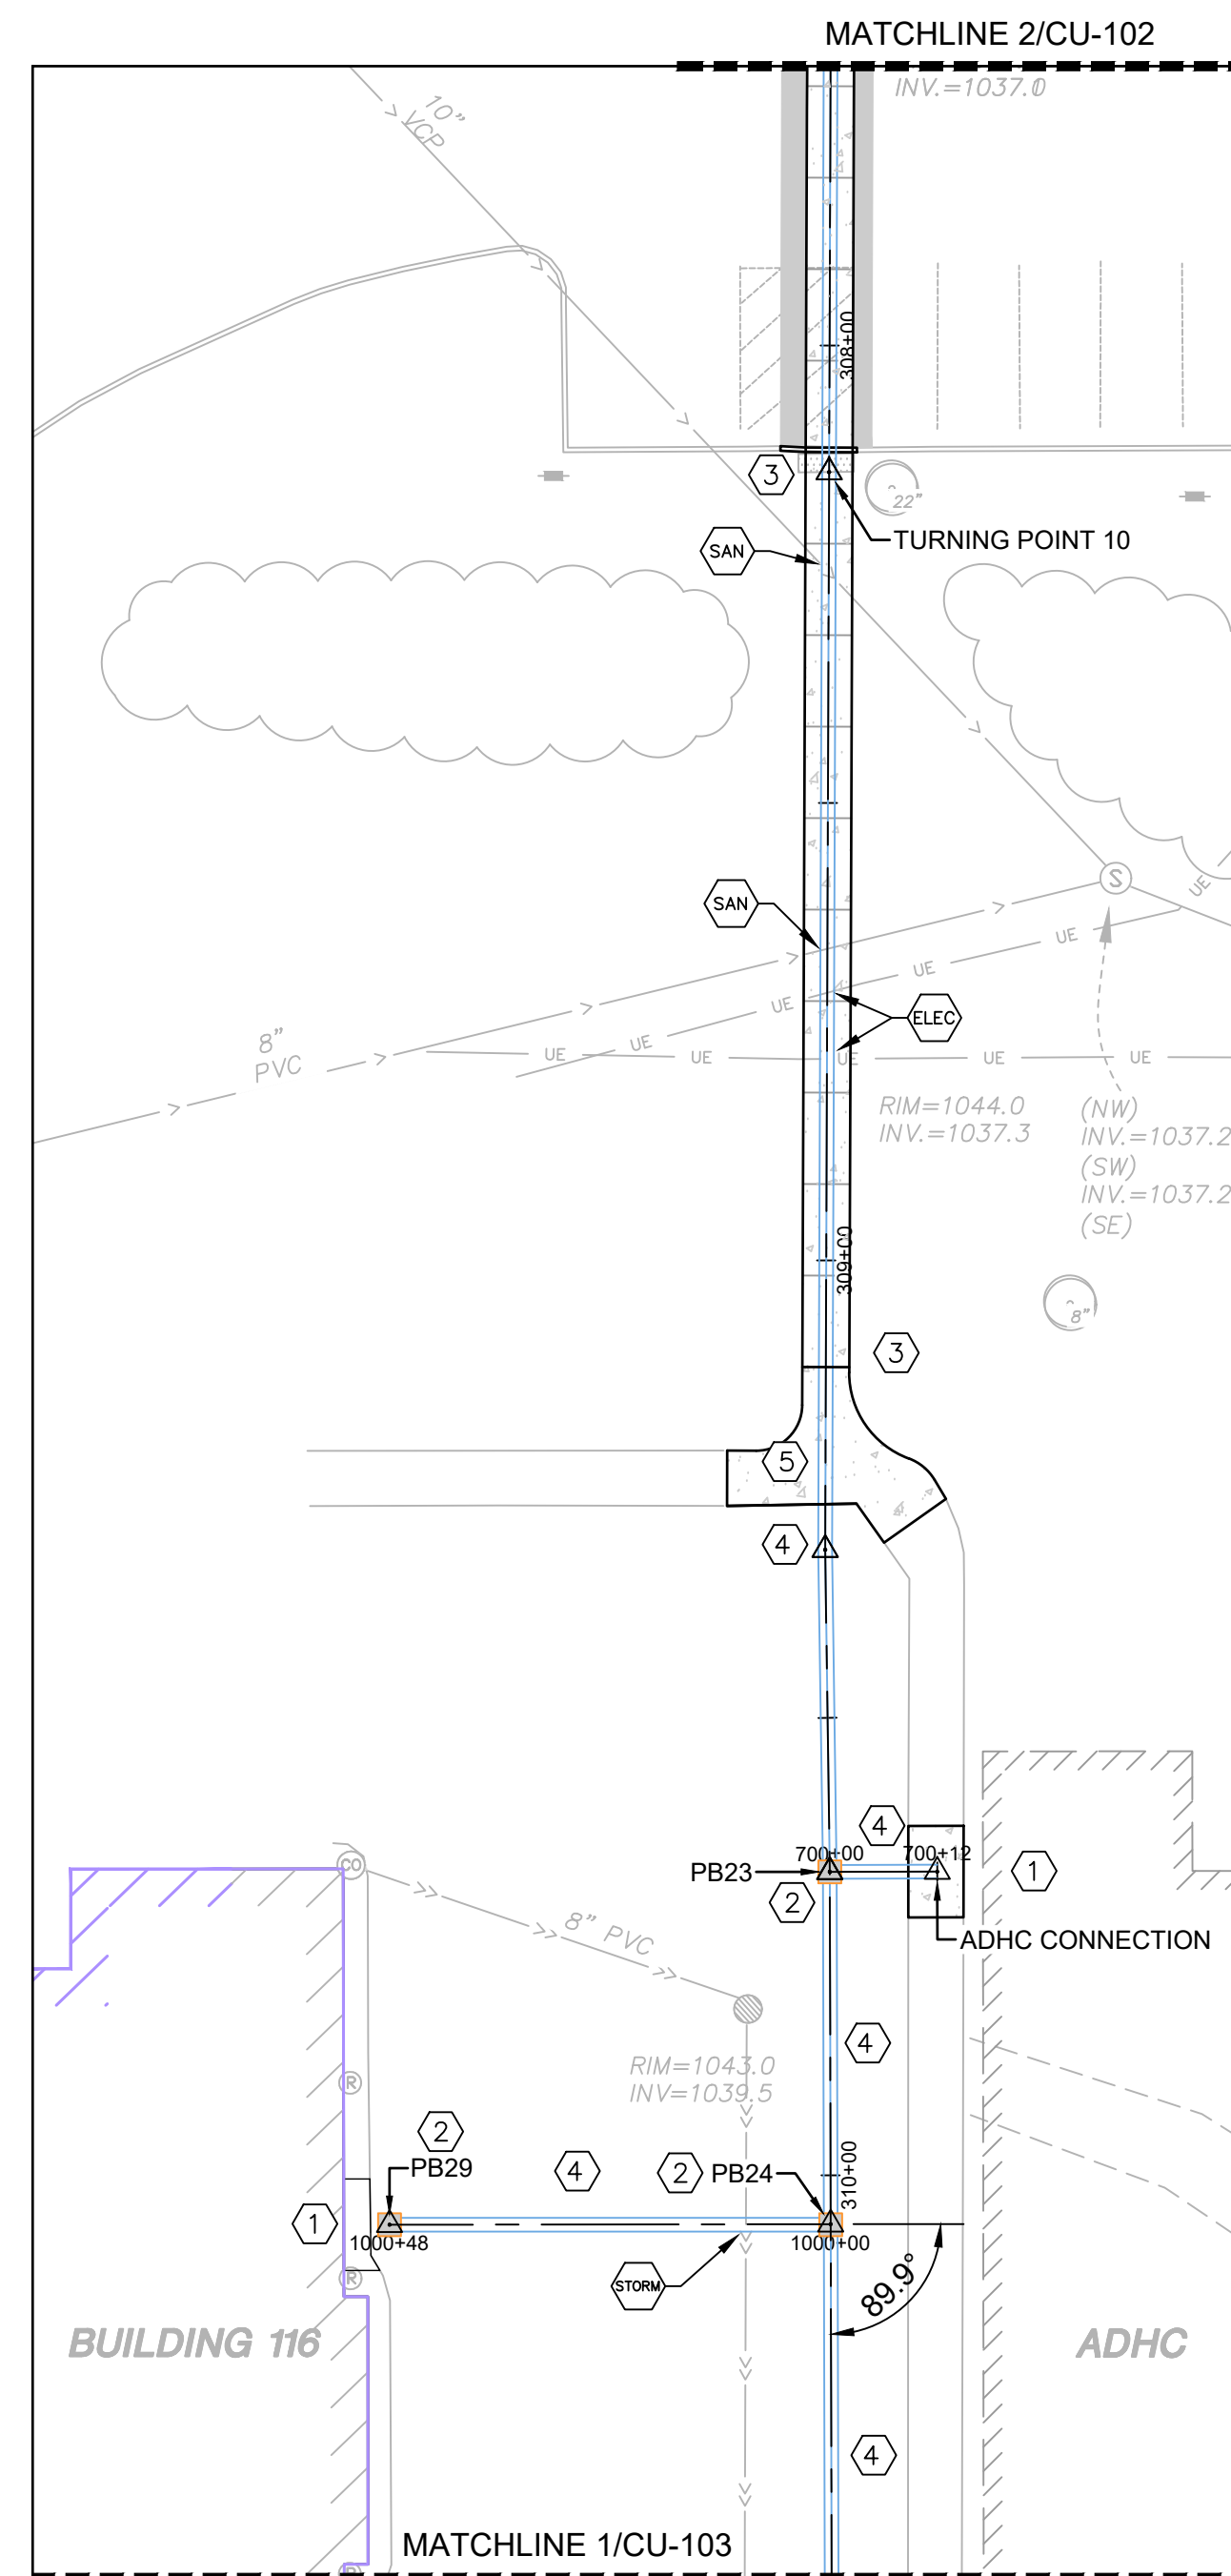 MATCHLINE 2/CU-102
INV.=1037.0
10"
VCP
308+00
3
22"
TURNING POINT 10
SAN
S
UE
SAN
UE
UE
UE
ELEC
8"
PVC
UE
UE
UE
UE
UE
UE
RIM=1044.0
INV.=1037.3
(NW)
INV.=1037.2
(SW)
INV.=1037.2
(SE)
309+00
8"
3
5
4
4
700+00
700+12
CO
PB23
1
2
8" PVC
ADHC CONNECTION
4
RIM=1043.0
INV=1039.5
R
2
310+00
PB29
4
2
PB24
1
1000+48
1000+00
R
STORM
89.9°
BUILDING 116
ADHC
4
MATCHLINE 1/CU-103
R